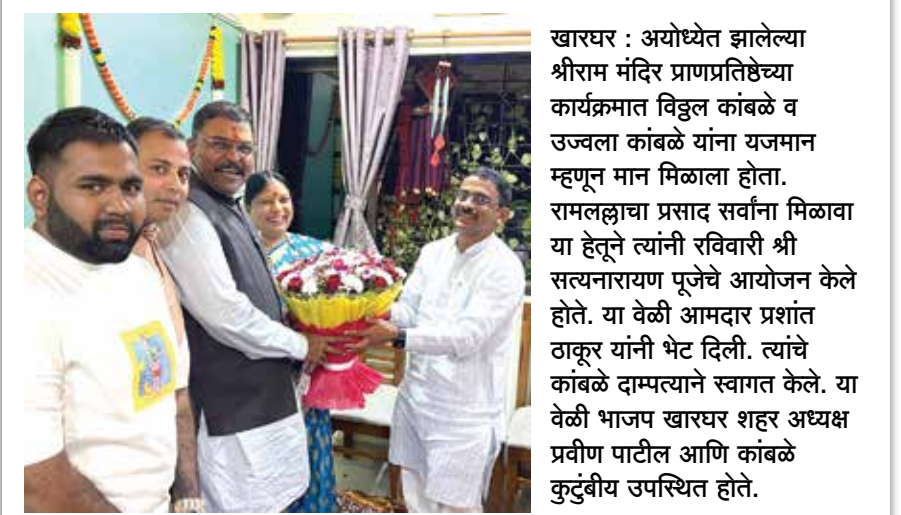 खारघर : अयोध्येत झालेल्या
श्रीराम मंदिर प्राणप्रतिष्ठेच्या
कार्यक्रमात विठ्ठल कांबळे व
उज्वला कांबळे यांना यजमान
म्हणून मान मिळाला होता.
रामलल्लाचा प्रसाद सर्वांना मिळावा
या हेतूने त्यांनी रविवारी श्री
सत्यनारायण पूजेचे आयोजन केले
होते. या वेळी आमदार प्रशांत
ठाकूर यांनी भेट दिली. त्यांचे
कांबळे दाम्पत्याने स्वागत केले. या
वेळी भाजप खारघर शहर अध्यक्ष
प्रवीण पाटील आणि कांबळे
कुटुंबीय उपस्थित होते.